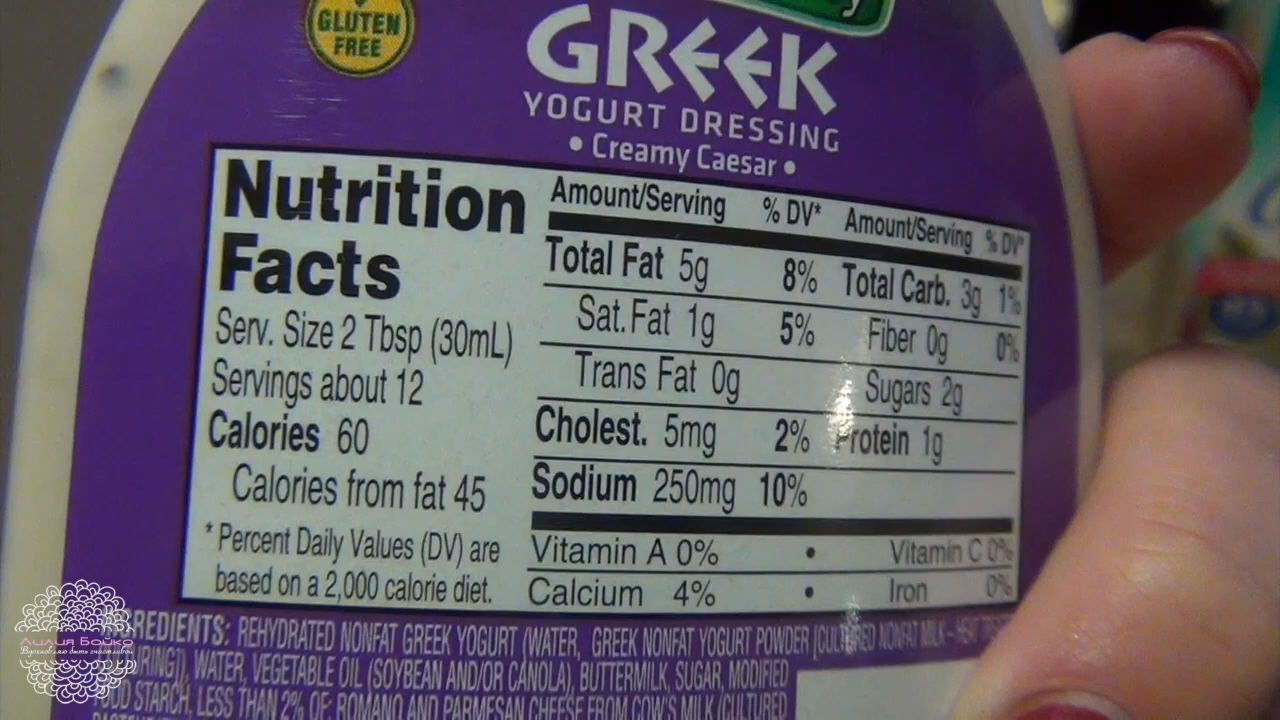 GLUTEN
FREE
GREEK
YOGURT DRESSING
• Creamy Caesar •
Nutrition
Facts
Serv. Size 2 Tbsp (30mL)
Servings about 12
Calories 60
Calories from fat 45
* Percent Daily Values (DV) are
based on a 2,000 calorie diet.
Amount/Serving % DV* Amount/Serving % DV*
Total Fat 5g 8% Total Carb. 3g 1%
Sat. Fat 1g 5% Fiber 0g 0%
Trans Fat 0g Sugars 2g
Cholest. 5mg 2% Protein 1g
Sodium 250mg 10%
Vitamin A 0% • Vitamin C 0%
Calcium 4% • Iron 0%
REDIENTS: REHYDRATED NONFAT GREEK YOGURT (WATER, GREEK NONFAT YOGURT POWDER [CULTURED NONFAT MILK -
WATER, VEGETABLE OIL (SOYBEAN AND/OR CANOLA), BUTTERMILK, SUGAR, MODIFIED
STARCH, LESS THAN 2% OF: ROMANO AND PARMESAN CHEESE FROM COW'S MILK (CULTURED
Лилия Бойко
Вдохновляю быть счастливой